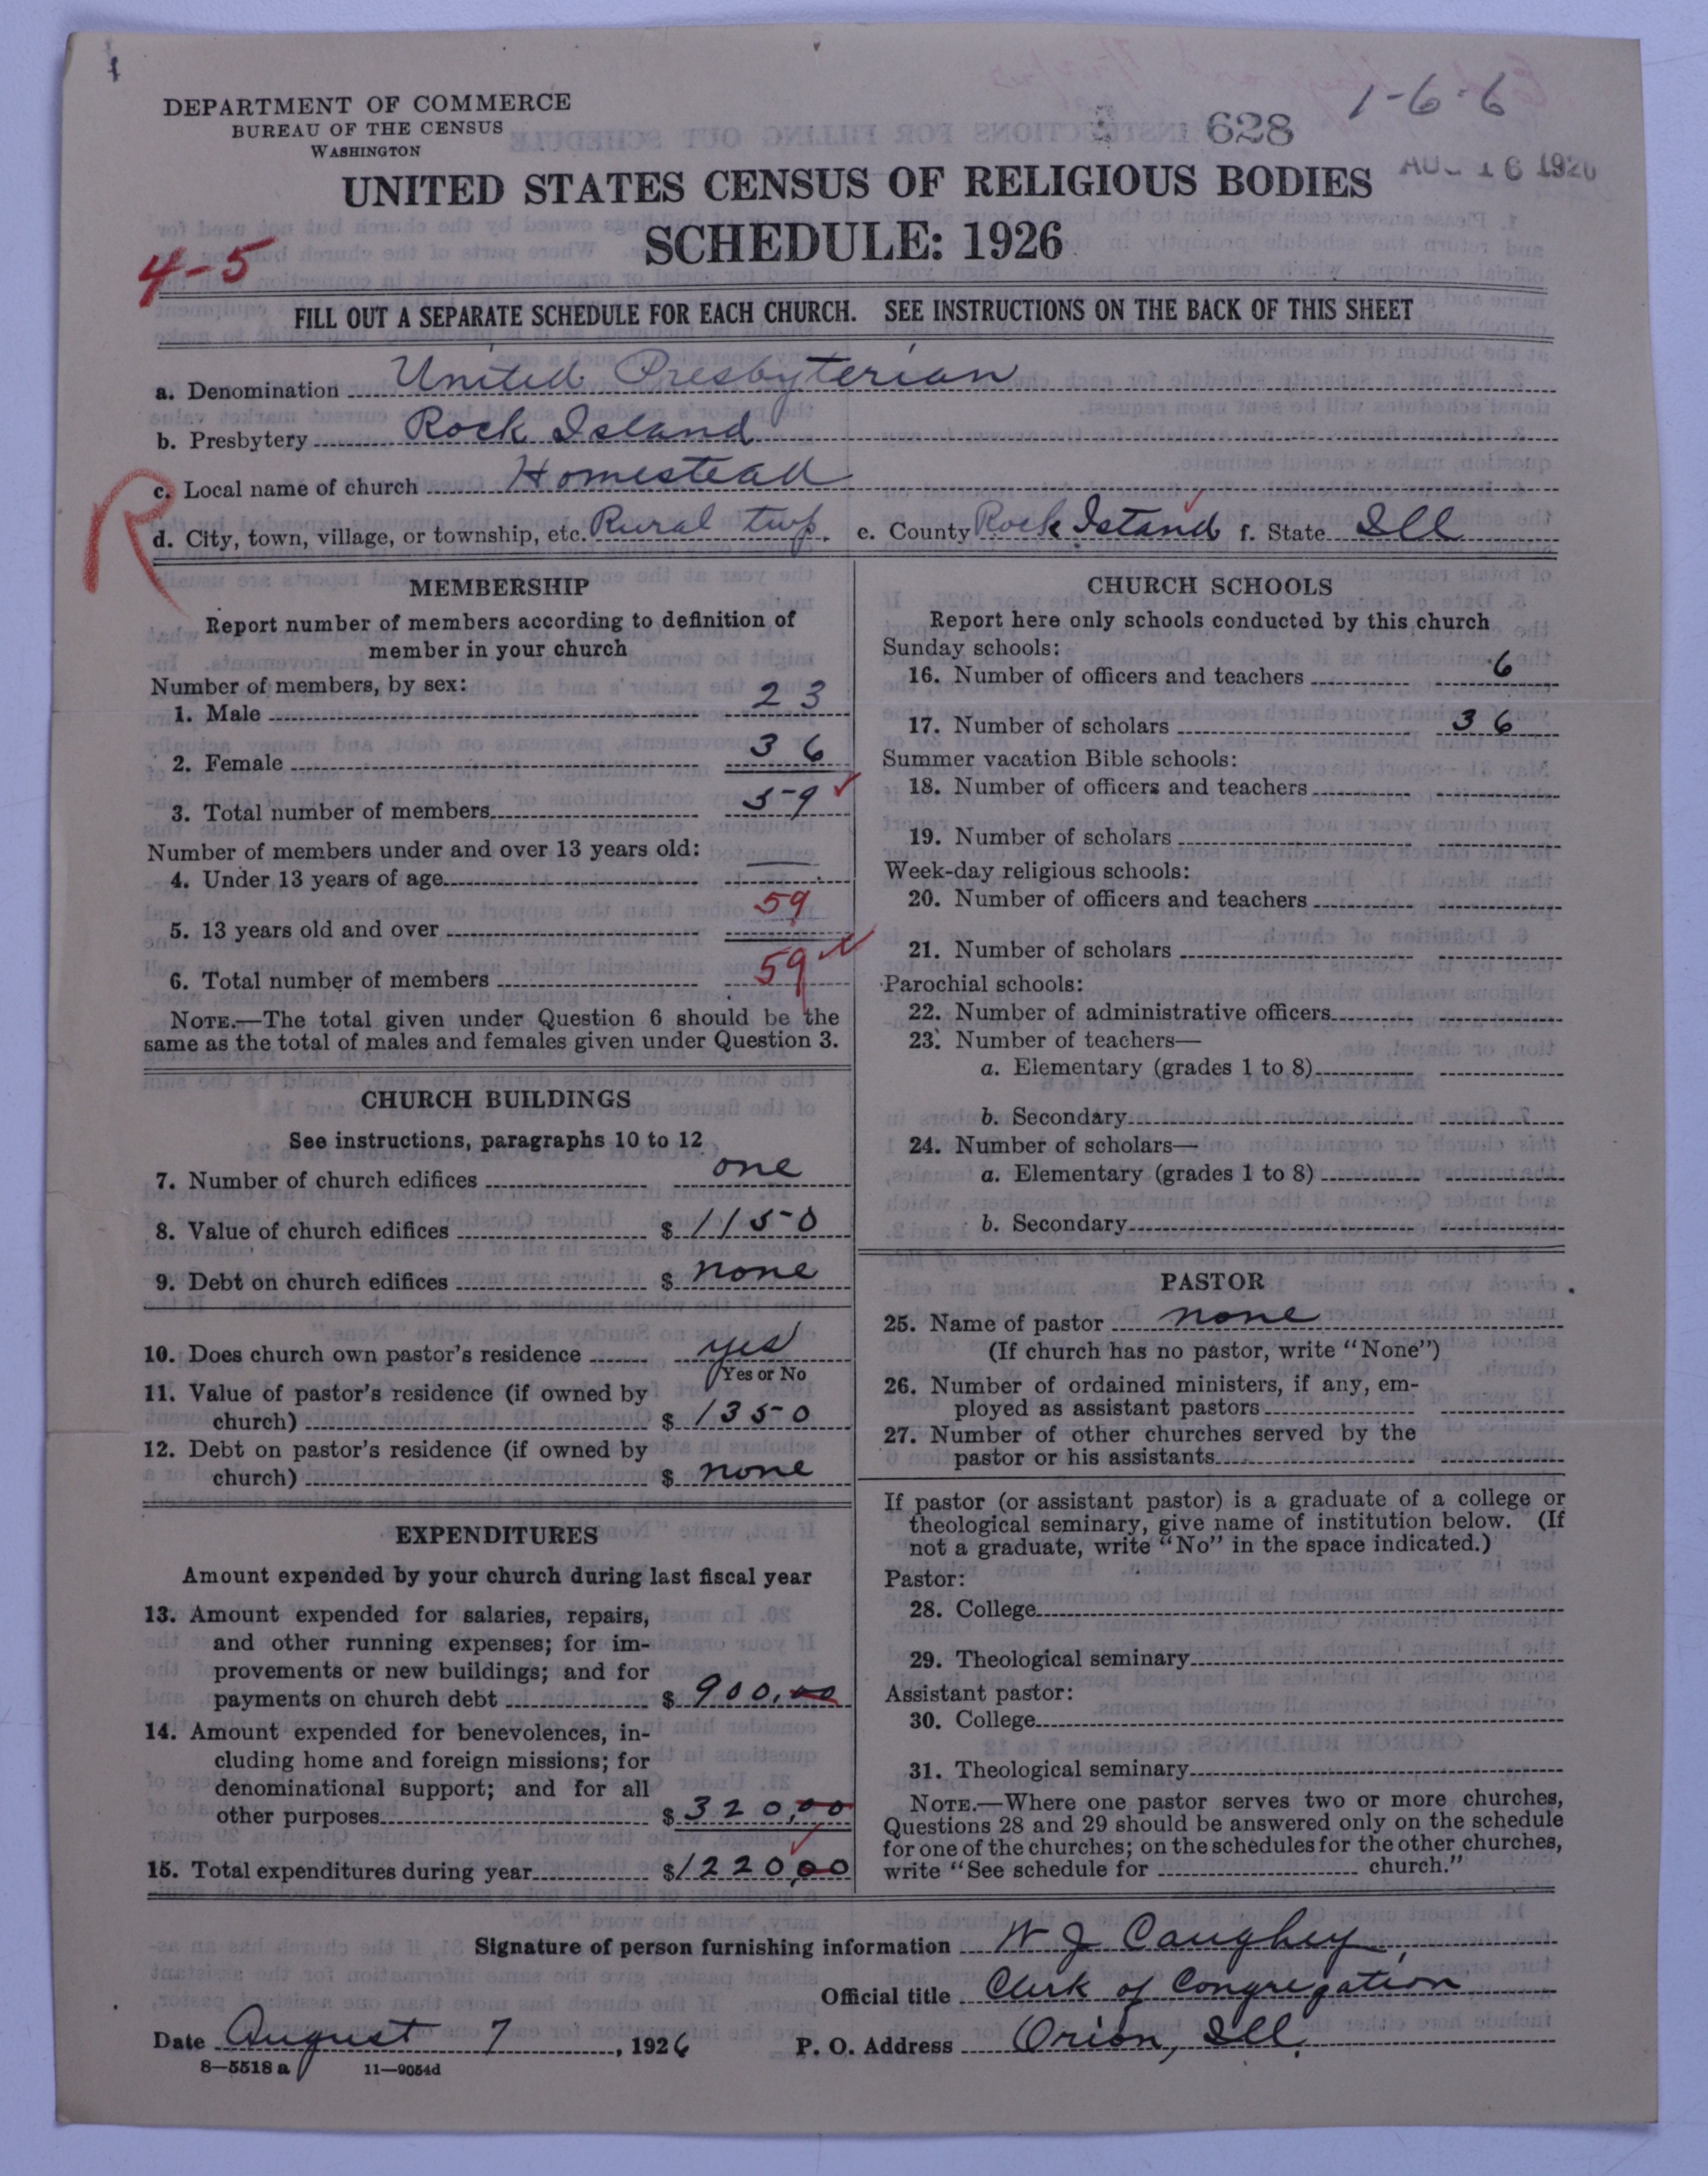 DEPARTMENT OF COMMERCE
BUREAU OF THE CENSUS
WASHINGTON
628
1-6-6
AUG 16 1926
UNITED STATES CENSUS OF RELIGIOUS BODIES
SCHEDULE: 1926
4-5
FILL OUT A SEPARATE SCHEDULE FOR EACH CHURCH. SEE INSTRUCTIONS ON THE BACK OF THIS SHEET
a. Denomination United Presbyterian
b. Presbytery Rock Island
R
c. Local name of church Homestead
d. City, town, village, or township, etc. Rural twp. e. County Rock Island f. State Ill
MEMBERSHIP
Report number of members according to definition of
member in your church
Number of members, by sex:
1. Male 23
2. Female 36
3. Total number of members 59
Number of members under and over 13 years old:
4. Under 13 years of age —
5. 13 years old and over 59
6. Total number of members 59
NOTE.—The total given under Question 6 should be the
same as the total of males and females given under Question 3.
CHURCH BUILDINGS
See instructions, paragraphs 10 to 12
7. Number of church edifices one
8. Value of church edifices $ 1150
9. Debt on church edifices $ none
10. Does church own pastor's residence yes
Yes or No
11. Value of pastor's residence (if owned by
church) $ 1350
12. Debt on pastor's residence (if owned by
church) $ none
EXPENDITURES
Amount expended by your church during last fiscal year
13. Amount expended for salaries, repairs,
and other running expenses; for im-
provements or new buildings; and for
payments on church debt $ 900.00
14. Amount expended for benevolences, in-
cluding home and foreign missions; for
denominational support; and for all
other purposes $ 320.00
15. Total expenditures during year $ 1220.00
CHURCH SCHOOLS
Report here only schools conducted by this church
Sunday schools:
16. Number of officers and teachers 6
17. Number of scholars 36
Summer vacation Bible schools:
18. Number of officers and teachers
19. Number of scholars
Week-day religious schools:
20. Number of officers and teachers
21. Number of scholars
Parochial schools:
22. Number of administrative officers
23. Number of teachers—
a. Elementary (grades 1 to 8)
b. Secondary
24. Number of scholars—
a. Elementary (grades 1 to 8)
b. Secondary
PASTOR
25. Name of pastor none
(If church has no pastor, write "None")
26. Number of ordained ministers, if any, em-
ployed as assistant pastors
27. Number of other churches served by the
pastor or his assistants
If pastor (or assistant pastor) is a graduate of a college or
theological seminary, give name of institution below. (If
not a graduate, write "No" in the space indicated.)
Pastor:
28. College
29. Theological seminary
Assistant pastor:
30. College
31. Theological seminary
NOTE.—Where one pastor serves two or more churches,
Questions 28 and 29 should be answered only on the schedule
for one of the churches; on the schedules for the other churches,
write "See schedule for church."
Signature of person furnishing information W J Caughey
Official title Clerk of Congregation
Date August 7, 1926 P. O. Address Orion, Ill.
8—5518 a 11—9054d